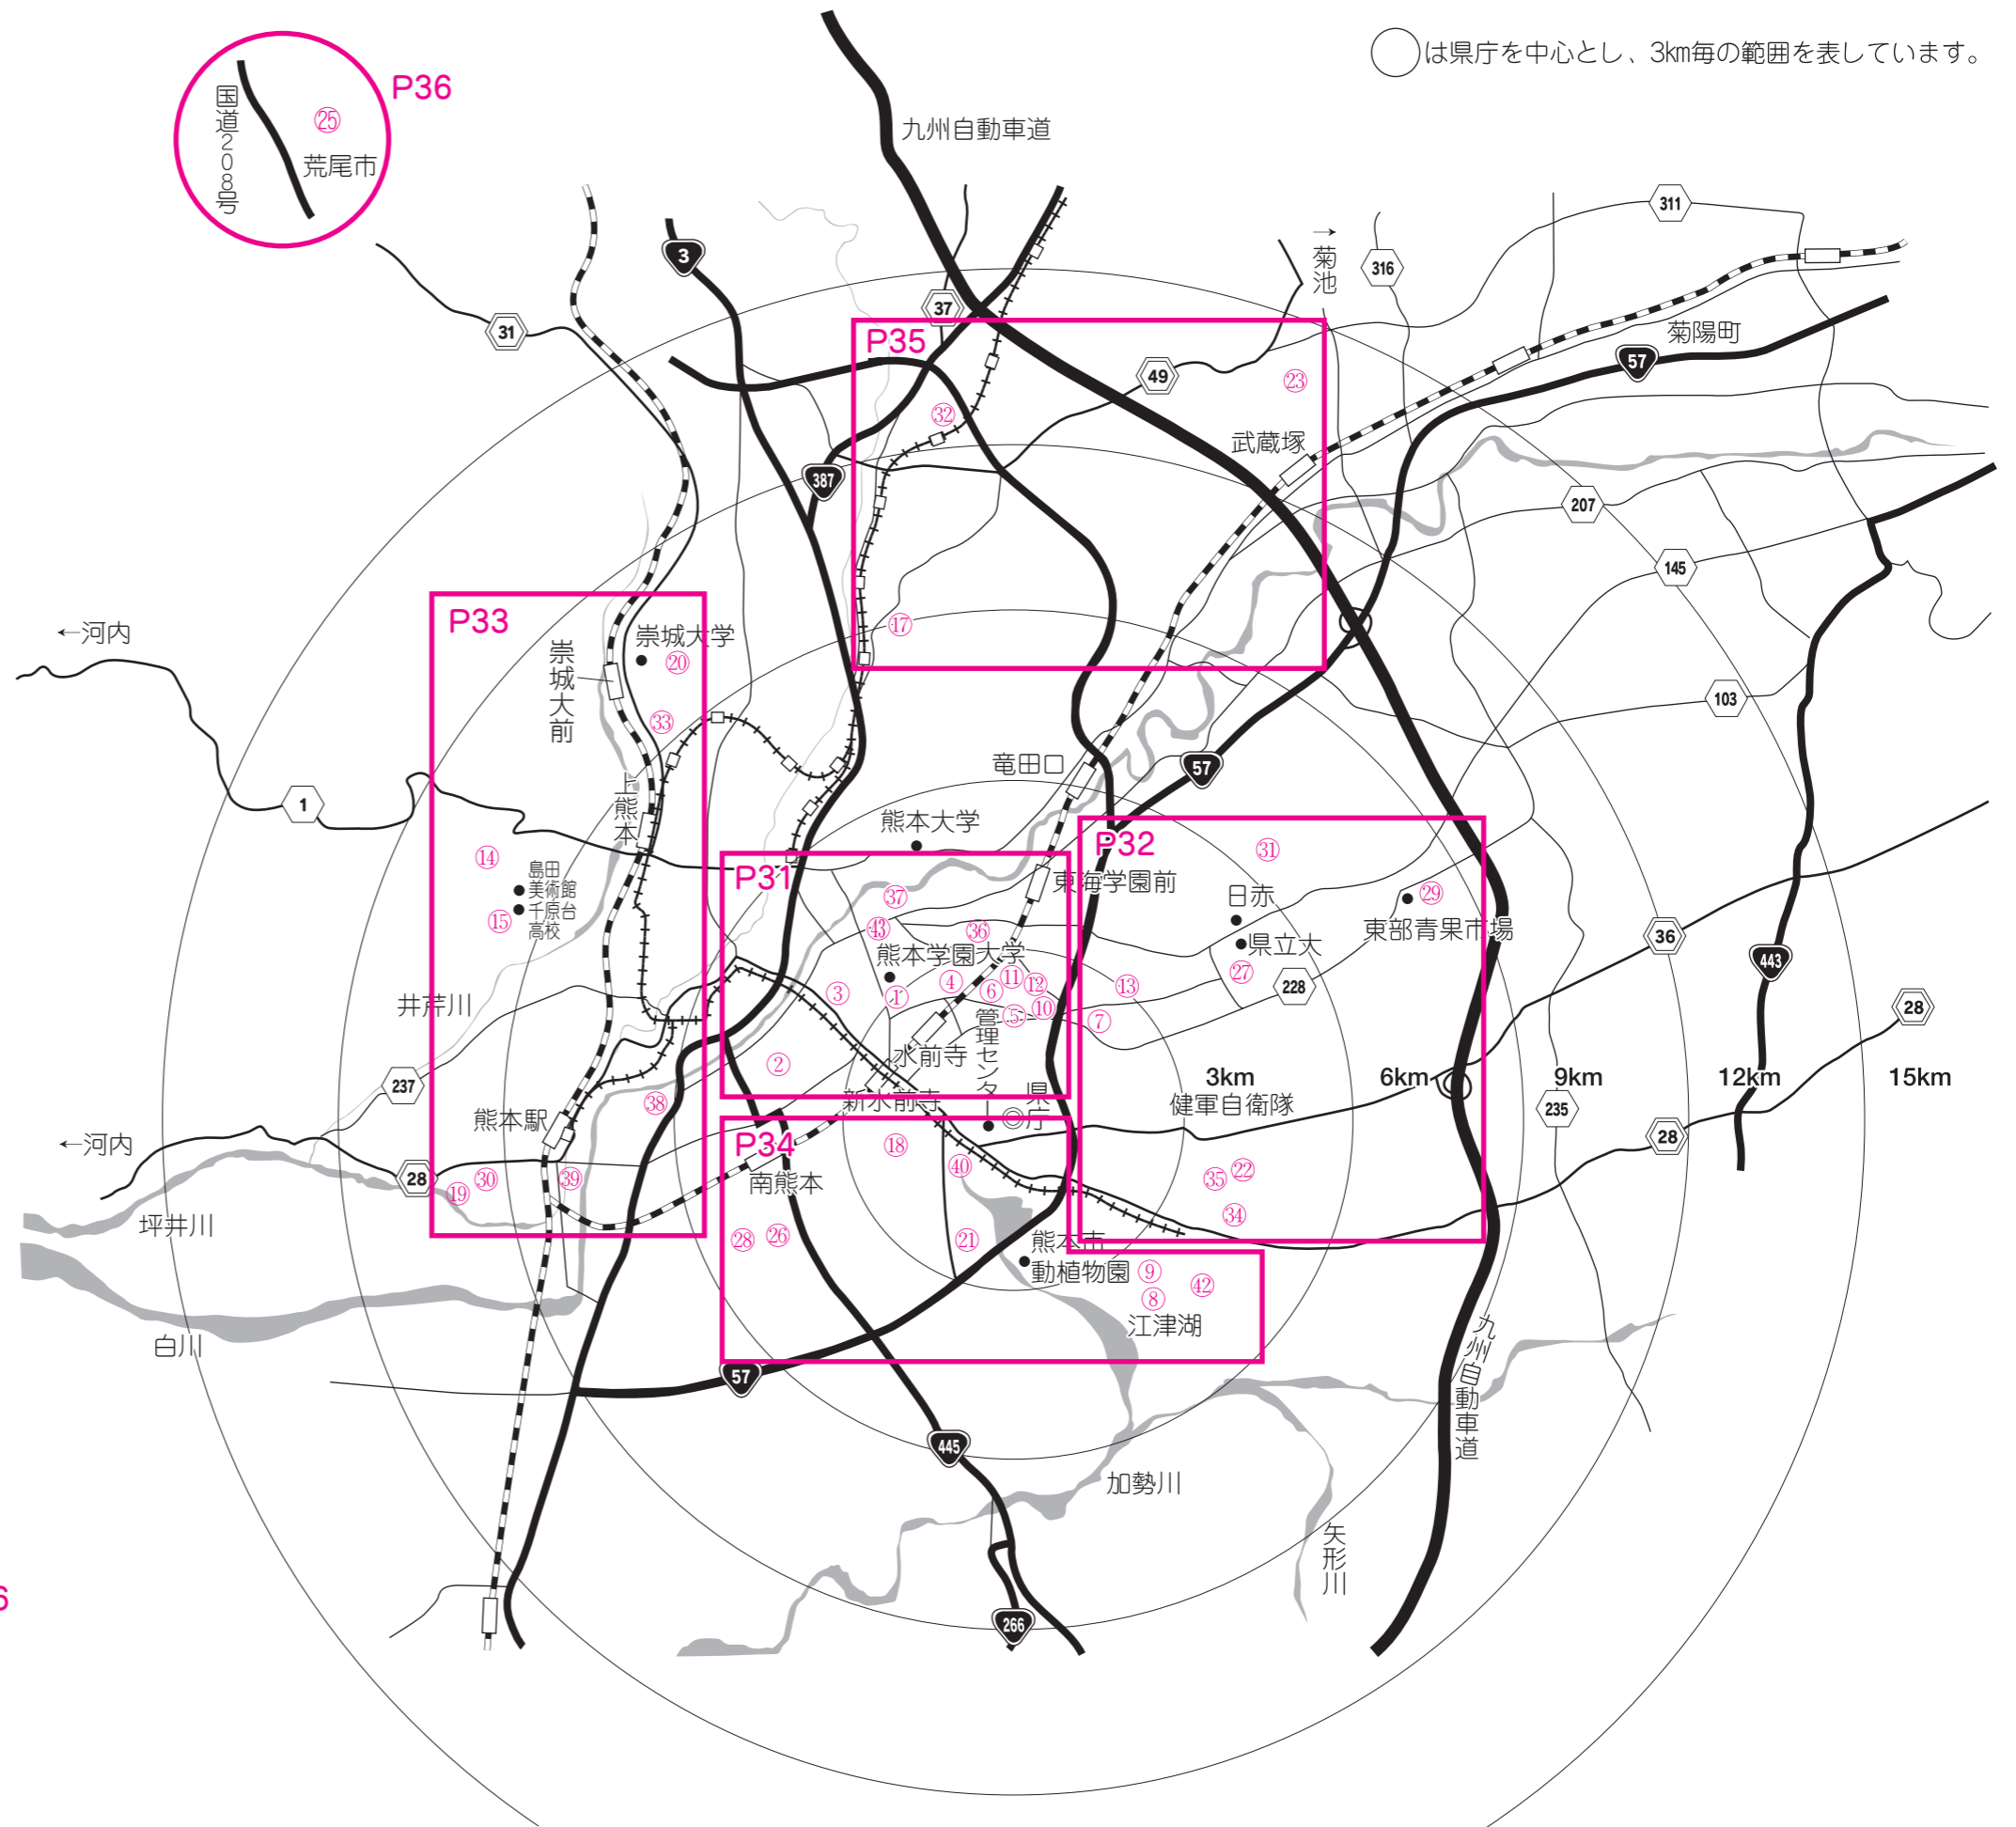 ○は県庁を中心とし、3km毎の範囲を表しています。
P36
国道208号
㉕
荒尾市
九州自動車道
311
→菊池
316
3
37
31
P35
菊陽町
57
49
㉓
㉜
武蔵塚
387
207
145
P33
⑰
←河内
崇城大学
⑳
崇城大前
㉝
103
竜田口
57
1
上熊本
熊本大学
P32
㉛
⑭
島田
美術館
千原台
高校
⑮
P31
東海学園前
㊲
日赤
㉙
東部青果市場
㊸
㊱
県立大
36
熊本学園大学
443
㉗
④
⑪
⑫
⑬
228
③
①
⑥
⑩
⑤
⑦
28
井芹川
管理センター
水前寺
②
237
3km
6km
9km
12km
15km
新水前寺
県庁
健軍自衛隊
235
㊳
熊本駅
←河内
28
P34
⑱
28
㊵
㉚
㊴
⑲
南熊本
㉟
㉒
㉞
坪井川
㉘
㉖
㉑
熊本市
動植物園
⑨
㊷
⑧
江津湖
白川
九州自動車道
57
445
加勢川
矢形川
266
6